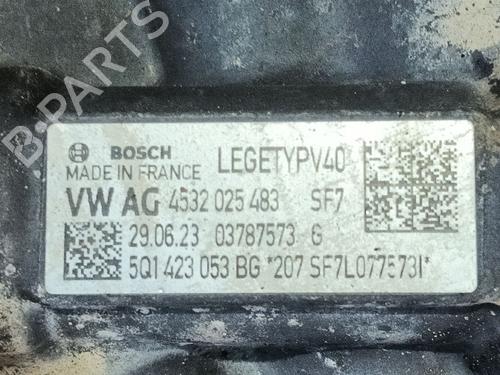 BOSCH LEGETYPV40
MADE IN FRANCE
VW AG 4532 025 483 SF7
29.06.23 03787573 G
5Q1 423 053 BG *207 SF7L077573I*
B-PARTS